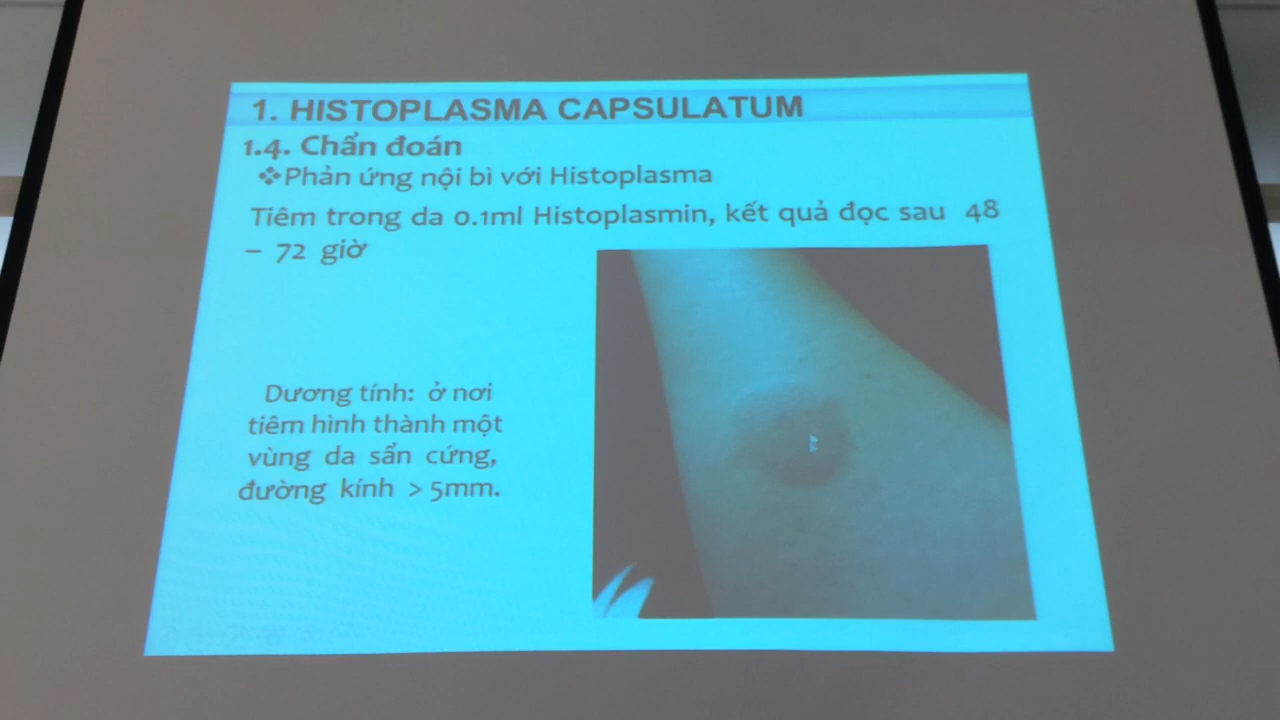 1. HISTOPLASMA CAPSULATUM
1.4. Chẩn đoán
❖Phản ứng nội bì với Histoplasma
Tiêm trong da 0.1ml Histoplasmin, kết quả đọc sau 48
– 72 giờ
Dương tính: ở nơi
tiêm hình thành một
vùng da sẩn cứng,
đường kính > 5mm.